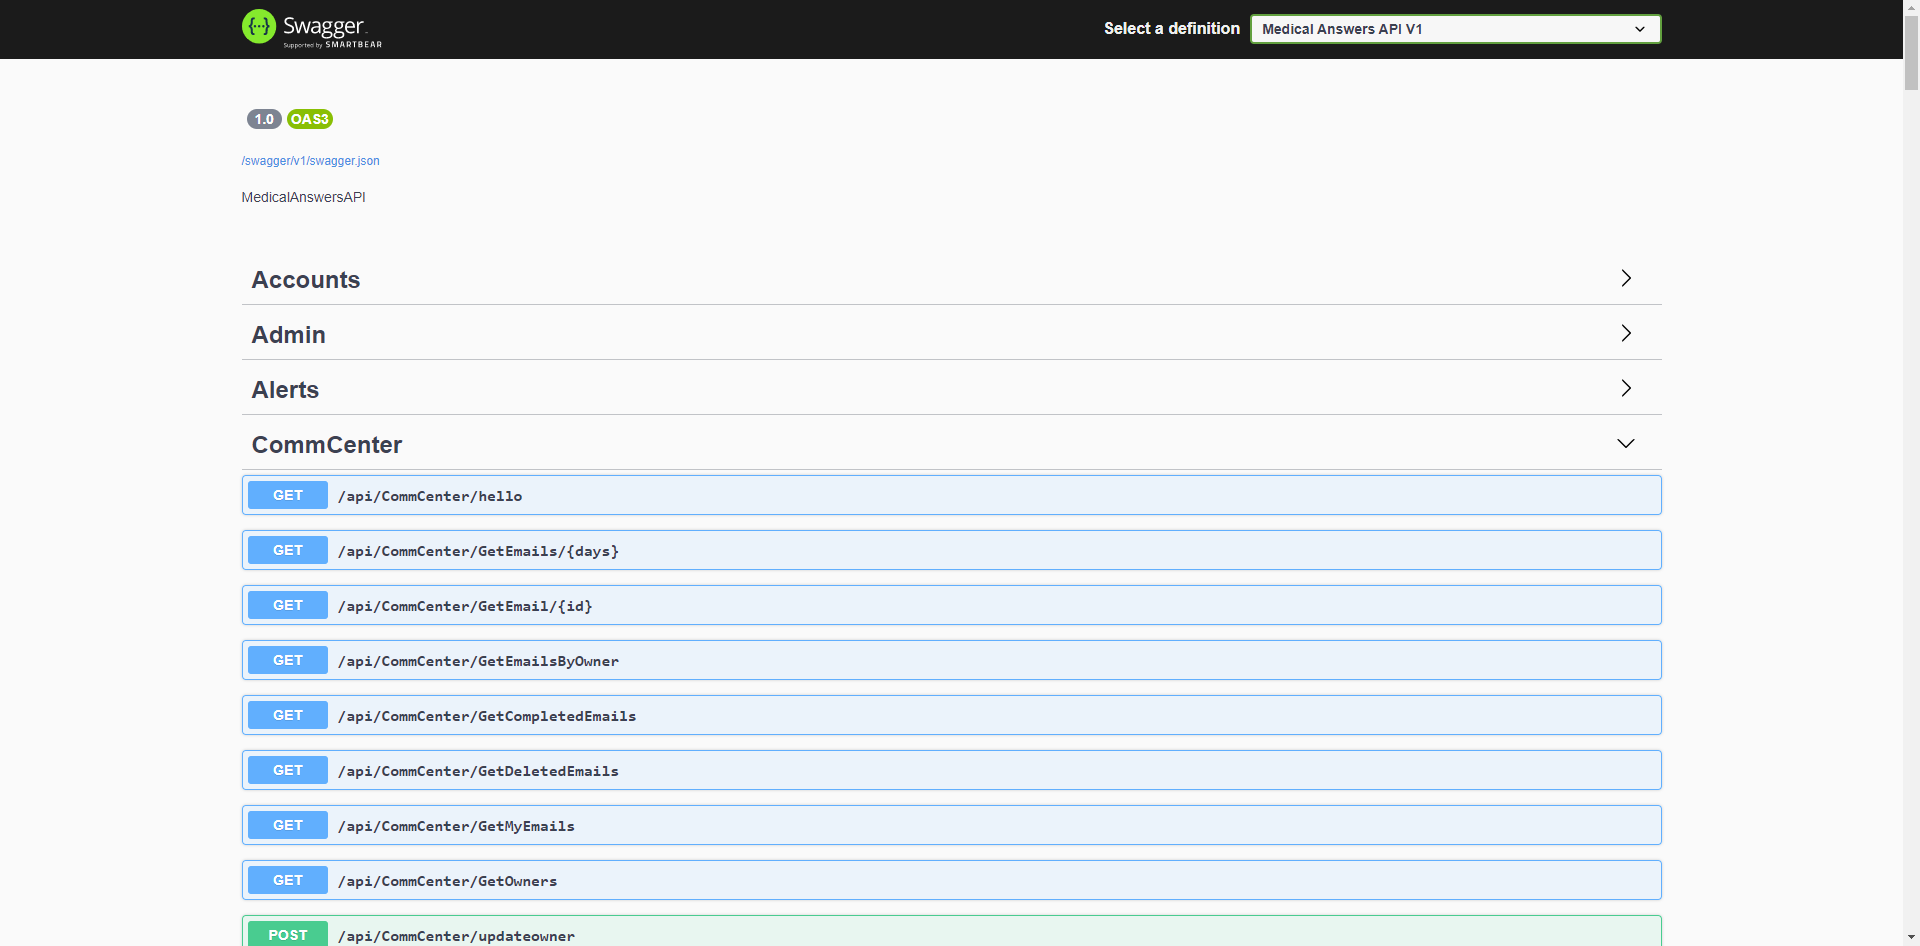 {···} Swagger
Supported by SMARTBEAR
Select a definition
Medical Answers API V1
1.0 OAS3
/swagger/v1/swagger.json
MedicalAnswersAPI
Accounts
Admin
Alerts
CommCenter
GET /api/CommCenter/hello
GET /api/CommCenter/GetEmails/{days}
GET /api/CommCenter/GetEmail/{id}
GET /api/CommCenter/GetEmailsByOwner
GET /api/CommCenter/GetCompletedEmails
GET /api/CommCenter/GetDeletedEmails
GET /api/CommCenter/GetMyEmails
GET /api/CommCenter/GetOwners
POST /api/CommCenter/updateowner